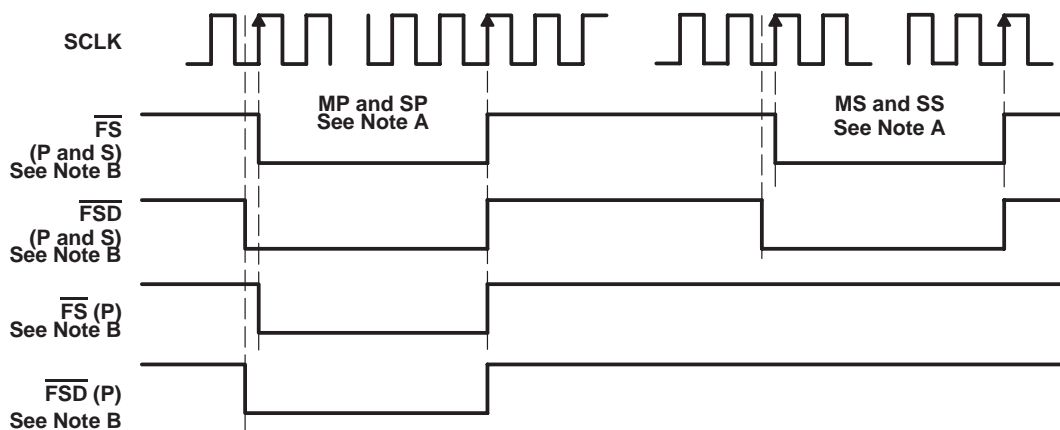 SCLK
MP and SP
See Note A
MS and SS
See Note A
FS
(P and S)
See Note B
FSD
(P and S)
See Note B
FS (P)
See Note B
FSD (P)
See Note B